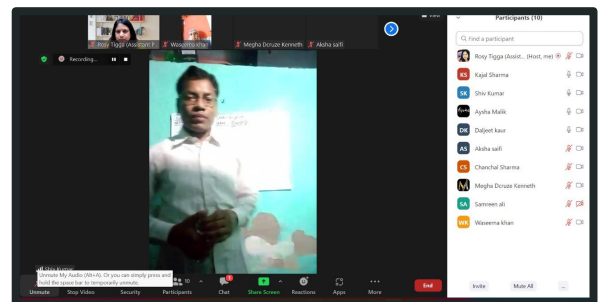 View
Rosy Tigga (Assistant P
Waseema khan
Megha Dcruze Kenneth
Aksha saifi
Recording...
Shiv Kumar
Unmute My Audio (Alt+A). Or you can simply press and
hold the space bar to temporarily unmute.
Unmute
Stop Video
Security
10
Participants
1
Chat
Share Screen
Reactions
Apps
More
End
Participants (10)
Find a participant
Rosy Tigga (Assist... (Host, me)
KS Kajal Sharma
SK Shiv Kumar
Aysha Malik
DK Daljeet kaur
AS Aksha saifi
CS Chanchal Sharma
Megha Dcruze Kenneth
SA Samreen ali
WK Waseema khan
Invite
Mute All
...